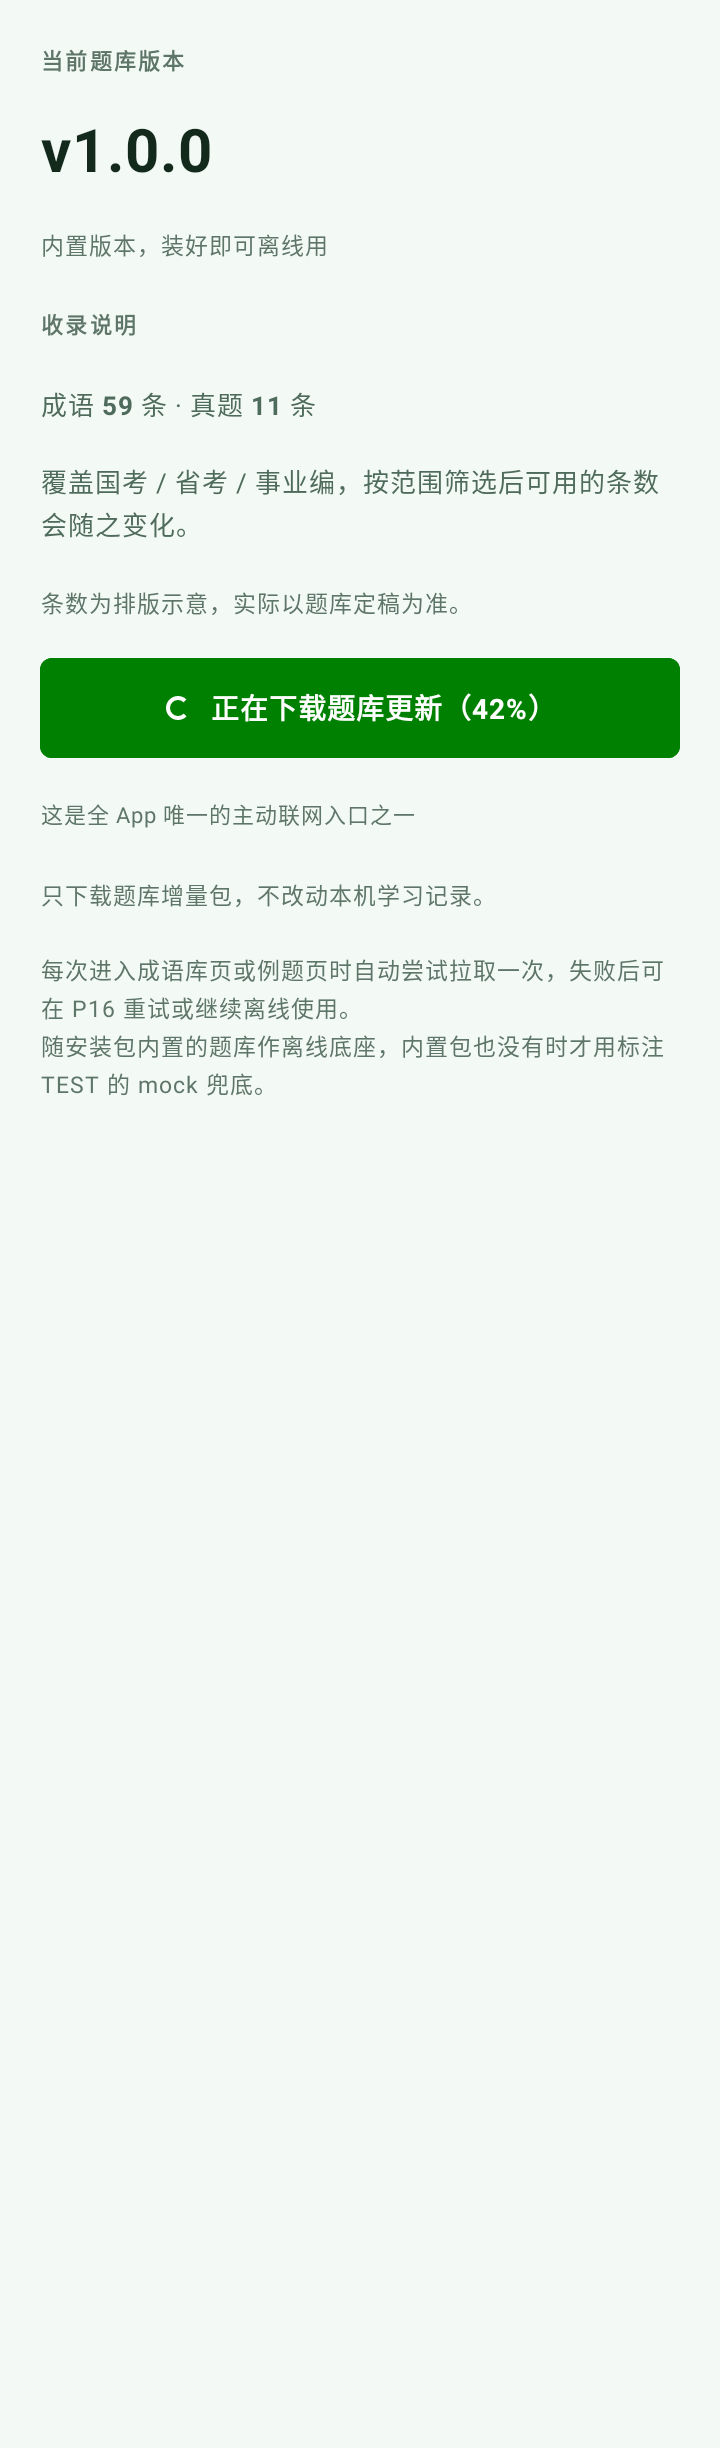 当前题库版本
v1.0.0
内置版本，装好即可离线用
收录说明
成语 59 条 · 真题 11 条
覆盖国考 / 省考 / 事业编，按范围筛选后可用的条数
会随之变化。
条数为排版示意，实际以题库定稿为准。
正在下载题库更新（42%）
这是全 App 唯一的主动联网入口之一
只下载题库增量包，不改动本机学习记录。
每次进入成语库页或例题页时自动尝试拉取一次，失败后可
在 P16 重试或继续离线使用。
随安装包内置的题库作离线底座，内置包也没有时才用标注
TEST 的 mock 兜底。